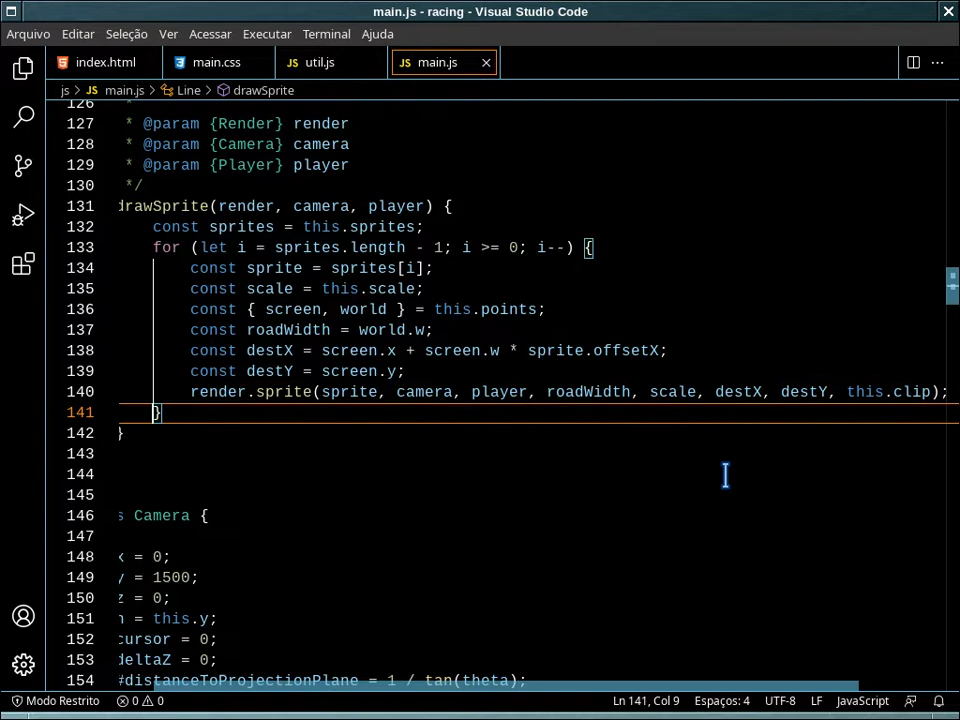 main.js - racing - Visual Studio Code
Arquivo Editar Seleção Ver Acessar Executar Terminal Ajuda
index.html main.css JS util.js JS main.js
js > JS main.js > Line > drawSprite
126 *
127 * @param {Render} render
128 * @param {Camera} camera
129 * @param {Player} player
130 */
131 drawSprite(render, camera, player) {
132 const sprites = this.sprites;
133 for (let i = sprites.length - 1; i >= 0; i--) {
134 const sprite = sprites[i];
135 const scale = this.scale;
136 const { screen, world } = this.points;
137 const roadWidth = world.w;
138 const destX = screen.x + screen.w * sprite.offsetX;
139 const destY = screen.y;
140 render.sprite(sprite, camera, player, roadWidth, scale, destX, destY, this.clip);
141 }
142 }
143
144
145
146 s Camera {
147
148 x = 0;
149 y = 1500;
150 z = 0;
151 h = this.y;
152 cursor = 0;
153 deltaZ = 0;
154 #distanceToProjectionPlane = 1 / tan(theta);
Modo Restrito 0 0 Ln 141, Col 9 Espaços: 4 UTF-8 LF JavaScript